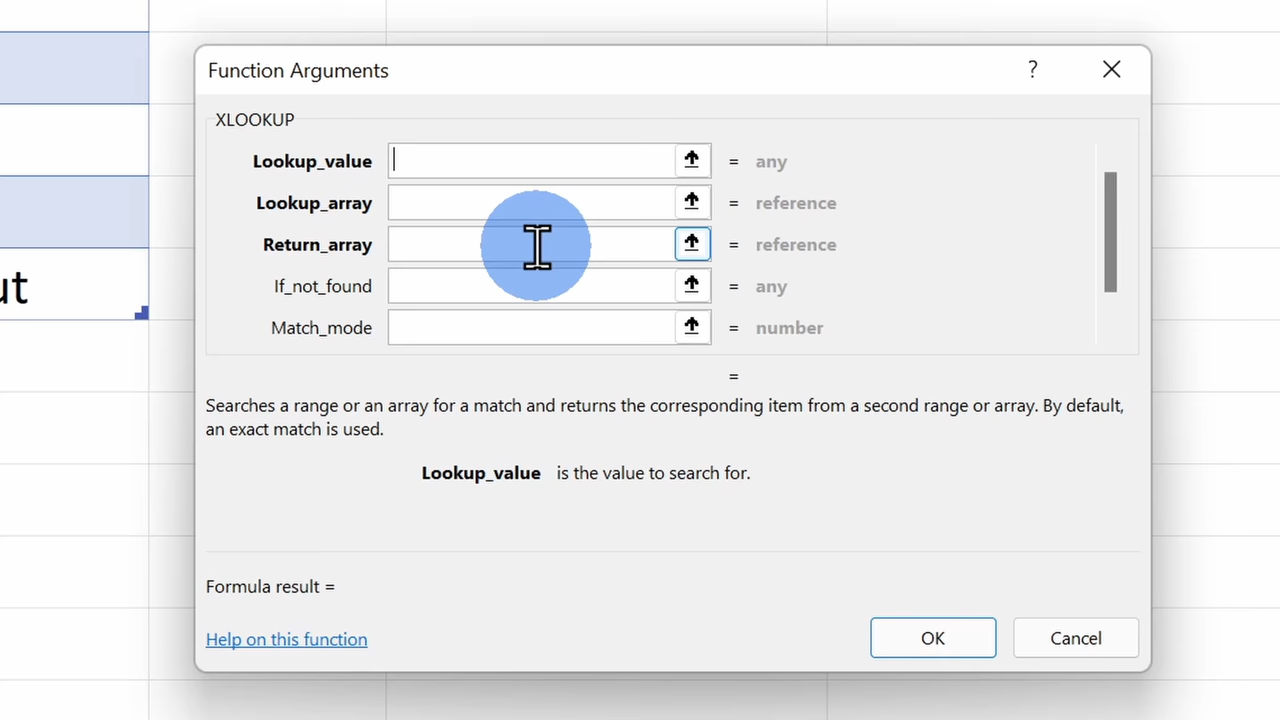 Function Arguments ?
XLOOKUP
Lookup_value = any
Lookup_array = reference
Return_array = reference
If_not_found = any
Match_mode = number
=
ut
Searches a range or an array for a match and returns the corresponding item from a second range or array. By default,
an exact match is used.
Lookup_value is the value to search for.
Formula result =
Help on this function OK Cancel